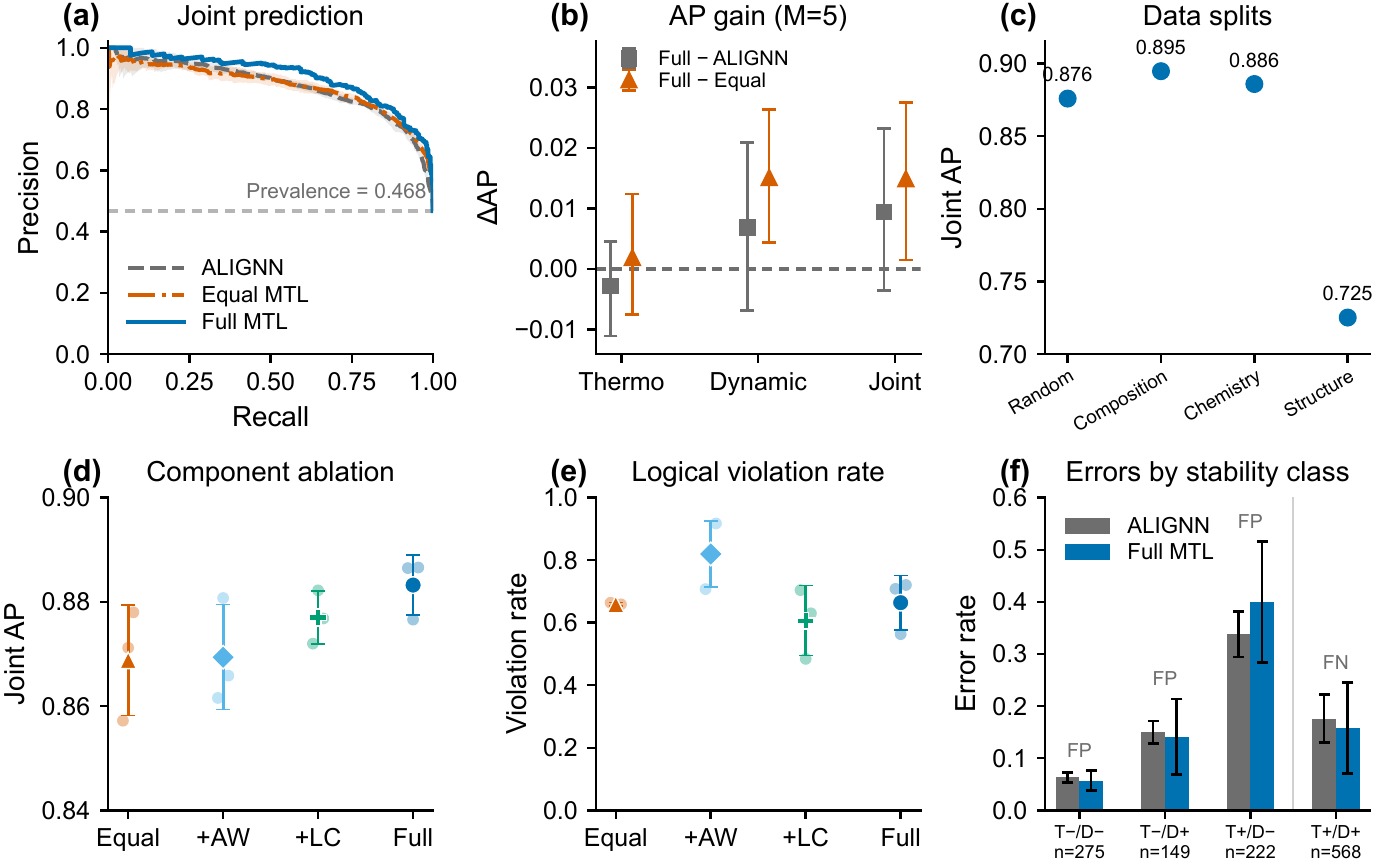 (a) Joint prediction
1.0
0.8
0.6
0.4
0.2
0.0
Precision
Prevalence = 0.468
ALIGNN
Equal MTL
Full MTL
0.00 0.25 0.50 0.75 1.00
Recall
(b) AP gain (M=5)
Full − ALIGNN
Full − Equal
0.03
0.02
0.01
0.00
−0.01
ΔAP
Thermo Dynamic Joint
(c) Data splits
0.90
0.85
0.80
0.75
0.70
Joint AP
0.876
0.895
0.886
0.725
Random Composition Chemistry Structure
(d) Component ablation
0.90
0.88
0.86
0.84
Joint AP
Equal +AW +LC Full
(e) Logical violation rate
1.0
0.8
0.6
0.4
0.2
0.0
Violation rate
Equal +AW +LC Full
(f) Errors by stability class
0.6
0.5
0.4
0.3
0.2
0.1
0.0
Error rate
ALIGNN
Full MTL
FP
FP
FP
FN
T−/D− T−/D+ T+/D− T+/D+
n=275 n=149 n=222 n=568